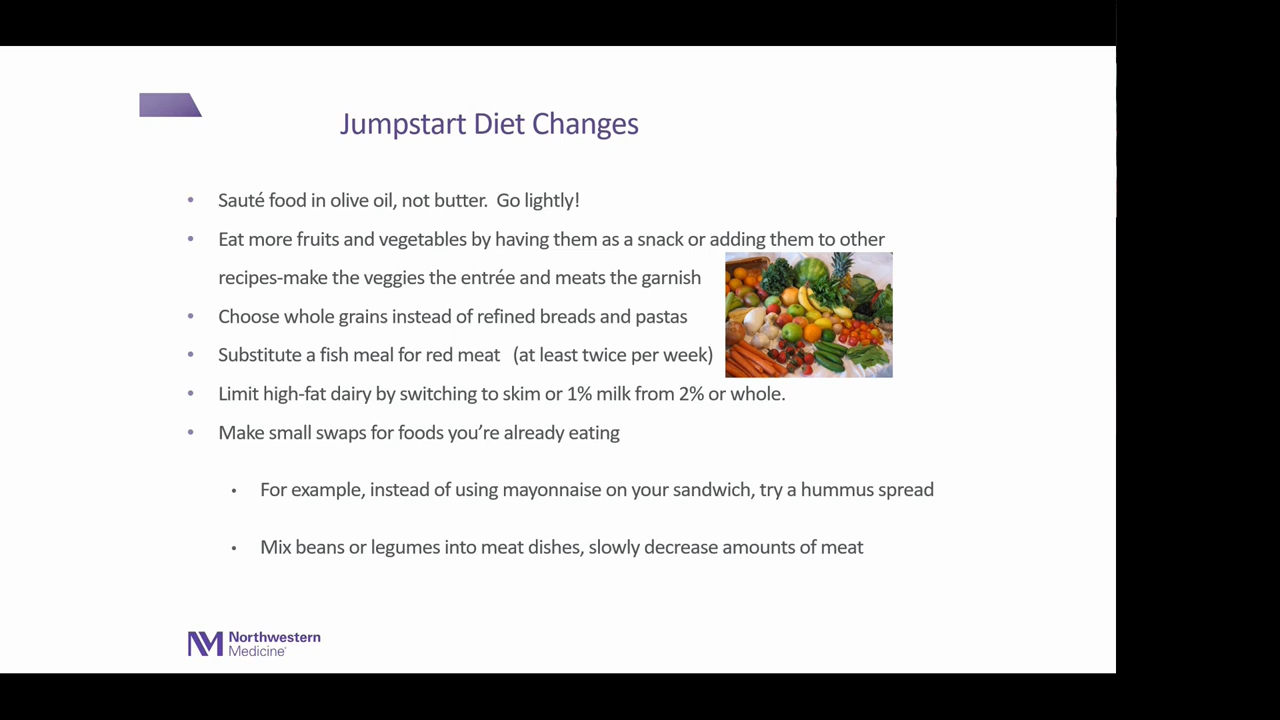 Jumpstart Diet Changes
• Sauté food in olive oil, not butter.  Go lightly!
• Eat more fruits and vegetables by having them as a snack or adding them to other
recipes-make the veggies the entrée and meats the garnish
• Choose whole grains instead of refined breads and pastas
• Substitute a fish meal for red meat  (at least twice per week)
• Limit high-fat dairy by switching to skim or 1% milk from 2% or whole.
• Make small swaps for foods you’re already eating
• For example, instead of using mayonnaise on your sandwich, try a hummus spread
• Mix beans or legumes into meat dishes, slowly decrease amounts of meat
NM Northwestern
Medicine